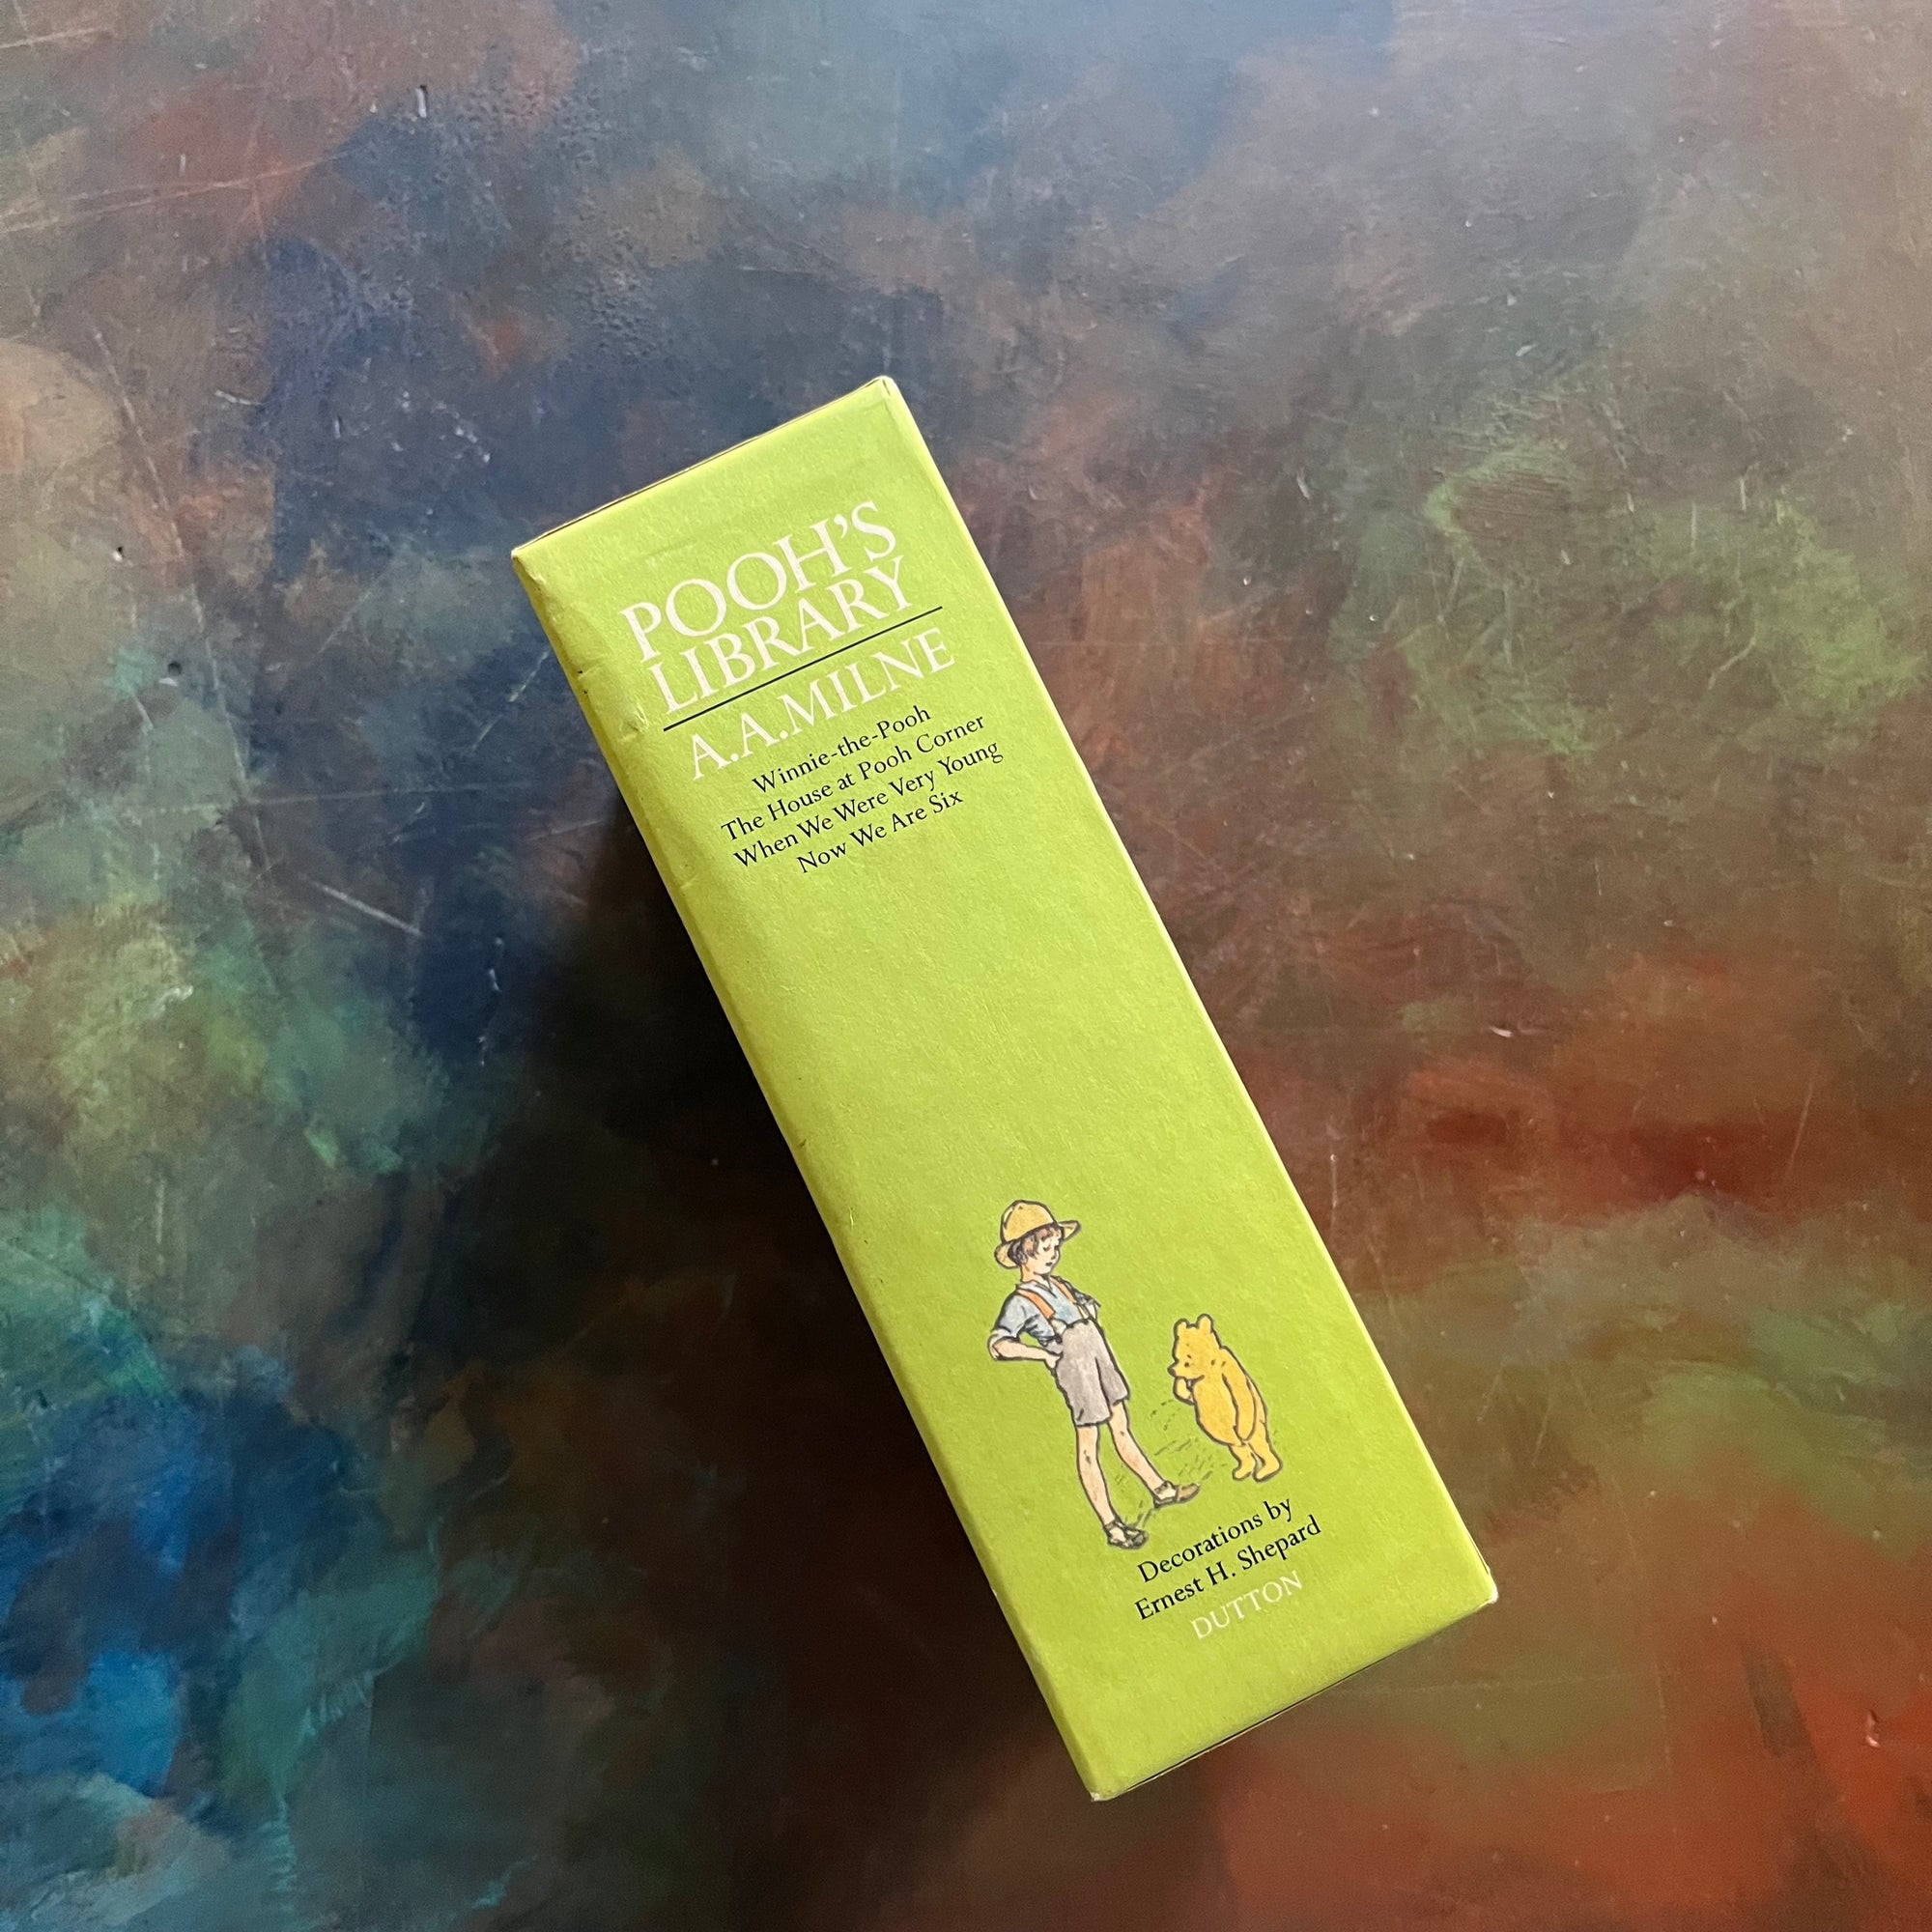 POOH'S
LIBRARY
A.A.MILNE
Winnie-the-Pooh
The House at Pooh Corner
When We Were Very Young
Now We Are Six
Decorations by
Ernest H. Shepard
DUTTON